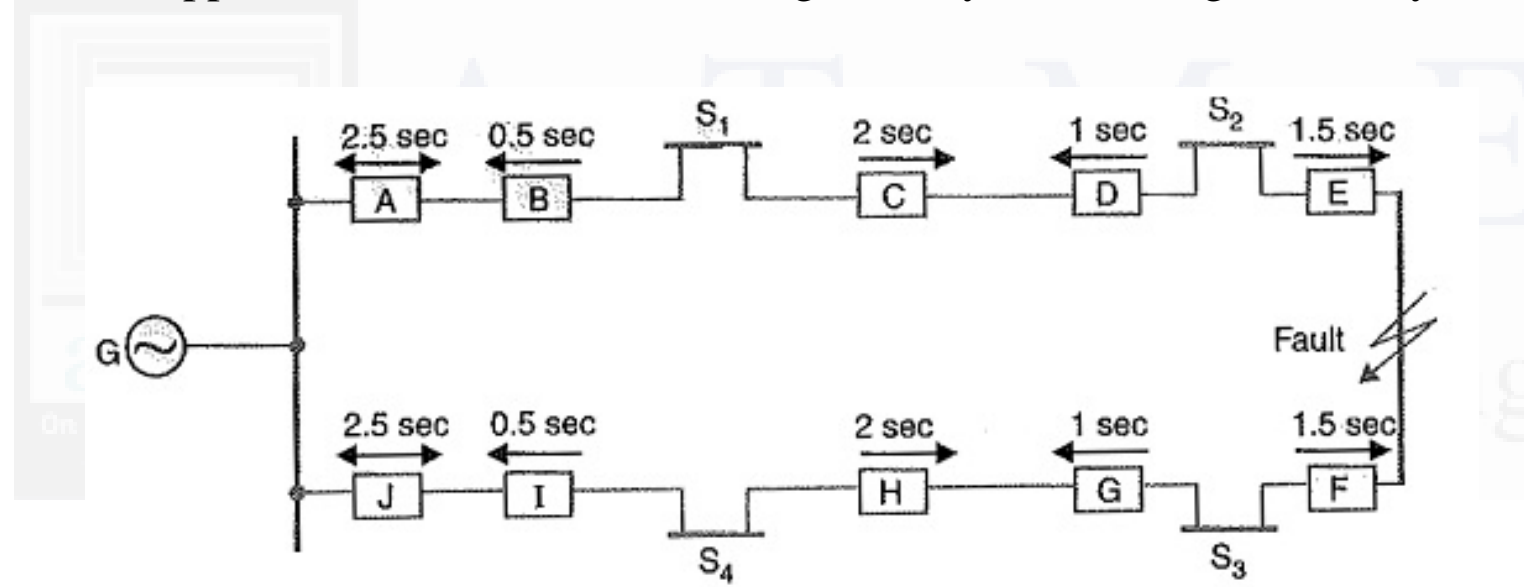 2.5 sec 0.5 sec S1 2 sec 1 sec S2 1.5 sec
A B C D E
G Fault
2.5 sec 0.5 sec 2 sec 1 sec 1.5 sec
J I H G F
S4 S3